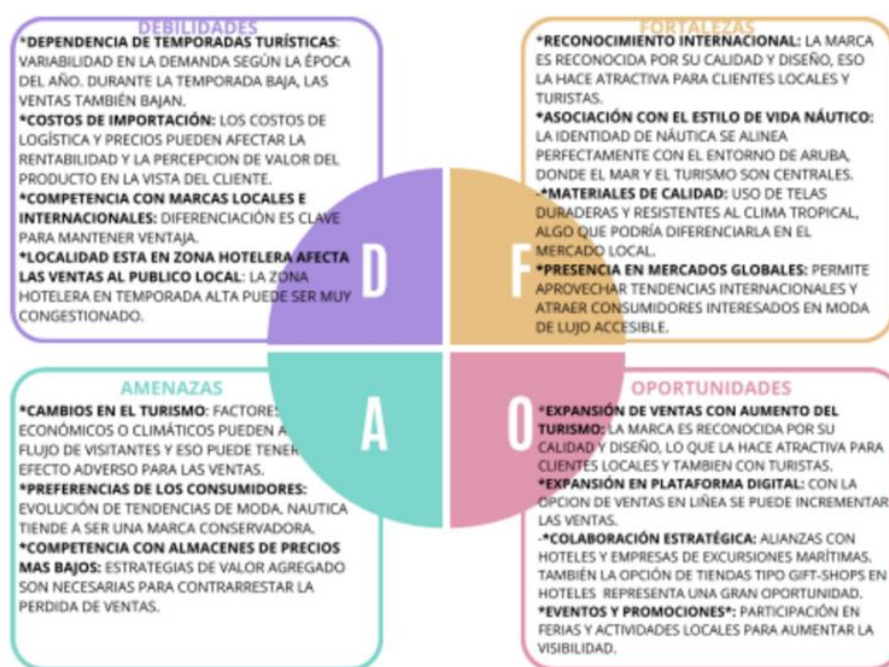 DEBILIDADES
*DEPENDENCIA DE TEMPORADAS TURÍSTICAS:
VARIABILIDAD EN LA DEMANDA SEGÚN LA ÉPOCA
DEL AÑO. DURANTE LA TEMPORADA BAJA, LAS
VENTAS TAMBIÉN BAJAN.
*COSTOS DE IMPORTACIÓN: LOS COSTOS DE
LOGÍSTICA Y PRECIOS PUEDEN AFECTAR LA
RENTABILIDAD Y LA PERCEPCION DE VALOR DEL
PRODUCTO EN LA VISTA DEL CLIENTE.
*COMPETENCIA CON MARCAS LOCALES E
INTERNACIONALES: DIFERENCIACIÓN ES CLAVE
PARA MANTENER VENTAJA.
*LOCALIDAD ESTA EN ZONA HOTELERA AFECTA
LAS VENTAS AL PUBLICO LOCAL: LA ZONA
HOTELERA EN TEMPORADA ALTA PUEDE SER MUY
CONGESTIONADO.
D
FORTALEZAS
*RECONOCIMIENTO INTERNACIONAL: LA MARCA
ES RECONOCIDA POR SU CALIDAD Y DISEÑO, ESO
LA HACE ATRACTIVA PARA CLIENTES LOCALES Y
TURISTAS.
*ASOCIACIÓN CON EL ESTILO DE VIDA NÁUTICO:
LA IDENTIDAD DE NÁUTICA SE ALINEA
PERFECTAMENTE CON EL ENTORNO DE ARUBA,
DONDE EL MAR Y EL TURISMO SON CENTRALES.
-*MATERIALES DE CALIDAD: USO DE TELAS
DURADERAS Y RESISTENTES AL CLIMA TROPICAL,
ALGO QUE PODRÍA DIFERENCIARLA EN EL
MERCADO LOCAL.
*PRESENCIA EN MERCADOS GLOBALES: PERMITE
APROVECHAR TENDENCIAS INTERNACIONALES Y
ATRAER CONSUMIDORES INTERESADOS EN MODA
DE LUJO ACCESIBLE.
F
AMENAZAS
*CAMBIOS EN EL TURISMO: FACTORES
ECONÓMICOS O CLIMÁTICOS PUEDEN A
FLUJO DE VISITANTES Y ESO PUEDE TENER
EFECTO ADVERSO PARA LAS VENTAS.
*PREFERENCIAS DE LOS CONSUMIDORES:
EVOLUCIÓN DE TENDENCIAS DE MODA. NAUTICA
TIENDE A SER UNA MARCA CONSERVADORA.
*COMPETENCIA CON ALMACENES DE PRECIOS
MAS BAJOS: ESTRATEGIAS DE VALOR AGREGADO
SON NECESARIAS PARA CONTRARRESTAR LA
PERDIDA DE VENTAS.
A
OPORTUNIDADES
*EXPANSIÓN DE VENTAS CON AUMENTO DEL
TURISMO: LA MARCA ES RECONOCIDA POR SU
CALIDAD Y DISEÑO, LO QUE LA HACE ATRACTIVA PARA
CLIENTES LOCALES Y TAMBIEN CON TURISTAS.
*EXPANSIÓN EN PLATAFORMA DIGITAL: CON LA
OPCION DE VENTAS EN LIÑEA SE PUEDE INCREMENTAR
LAS VENTAS.
-*COLABORACIÓN ESTRATÉGICA: ALIANZAS CON
HOTELES Y EMPRESAS DE EXCURSIONES MARÍTIMAS.
TAMBIÉN LA OPCIÓN DE TIENDAS TIPO GIFT-SHOPS EN
HOTELES REPRESENTA UNA GRAN OPORTUNIDAD.
*EVENTOS Y PROMOCIONES*: PARTICIPACIÓN EN
FERIAS Y ACTIVIDADES LOCALES PARA AUMENTAR LA
VISIBILIDAD.
O